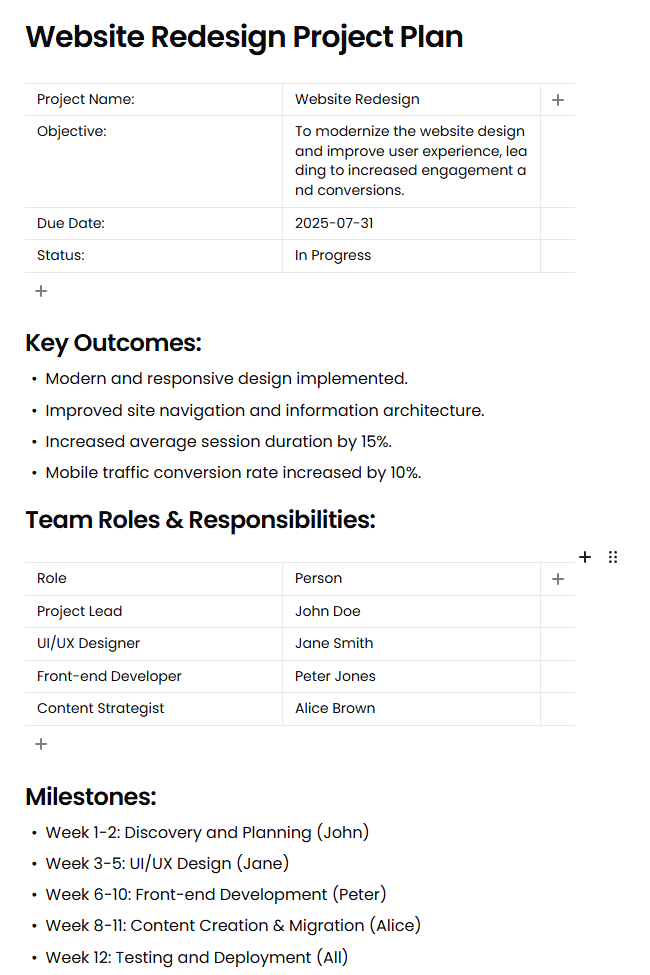 Website Redesign Project Plan
Project Name: Website Redesign
Objective: To modernize the website design
and improve user experience, lea
ding to increased engagement a
nd conversions.
Due Date: 2025-07-31
Status: In Progress
Key Outcomes:
• Modern and responsive design implemented.
• Improved site navigation and information architecture.
• Increased average session duration by 15%.
• Mobile traffic conversion rate increased by 10%.
Team Roles & Responsibilities:
Role Person
Project Lead John Doe
UI/UX Designer Jane Smith
Front-end Developer Peter Jones
Content Strategist Alice Brown
Milestones:
• Week 1-2: Discovery and Planning (John)
• Week 3-5: UI/UX Design (Jane)
• Week 6-10: Front-end Development (Peter)
• Week 8-11: Content Creation & Migration (Alice)
• Week 12: Testing and Deployment (All)